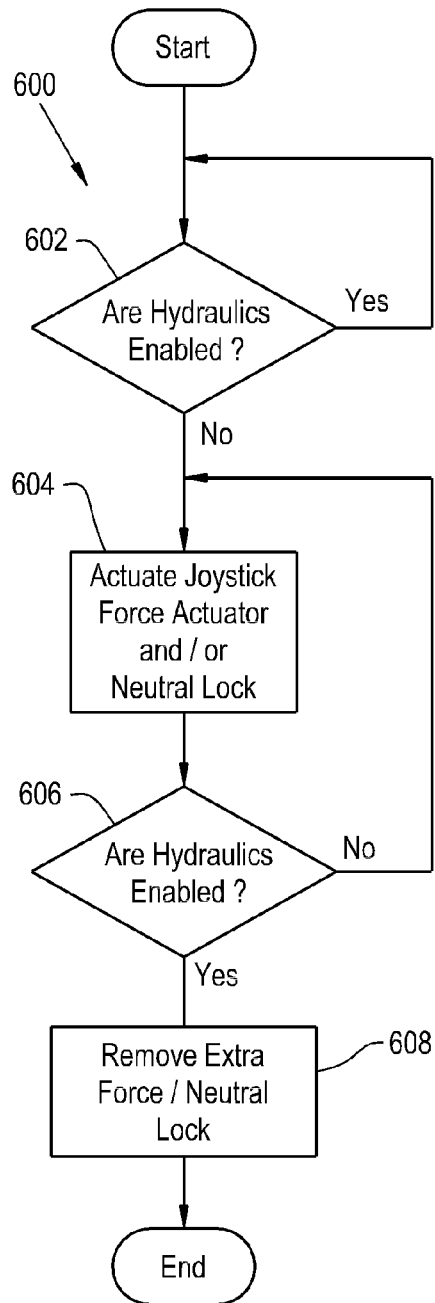 Start
600
602
Are Hydraulics
Enabled ?
Yes
No
604
Actuate Joystick
Force Actuator
and / or
Neutral Lock
606
Are Hydraulics
Enabled ?
No
Yes
Remove Extra
Force / Neutral
Lock
608
End